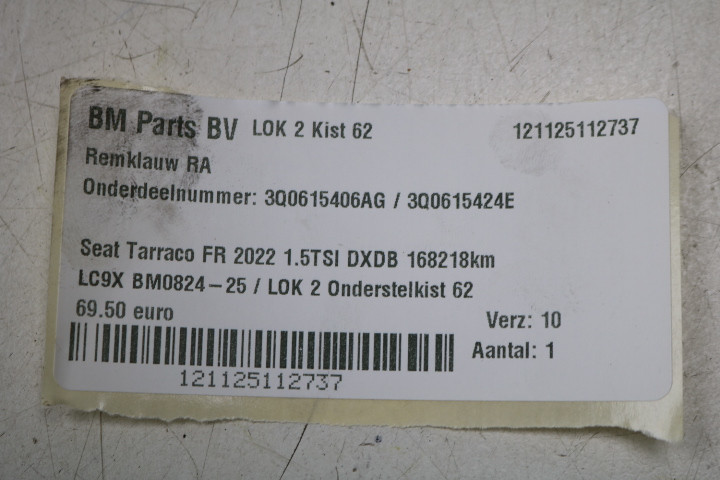 BM Parts BV LOK 2 Kist 62 121125112737
Remklauw RA
Onderdeelnummer: 3Q0615406AG / 3Q0615424E
Seat Tarraco FR 2022 1.5TSI DXDB 168218km
LC9X BM0824-25 / LOK 2 Onderstelkist 62
69.50 euro
Verz: 10
Aantal: 1
121125112737